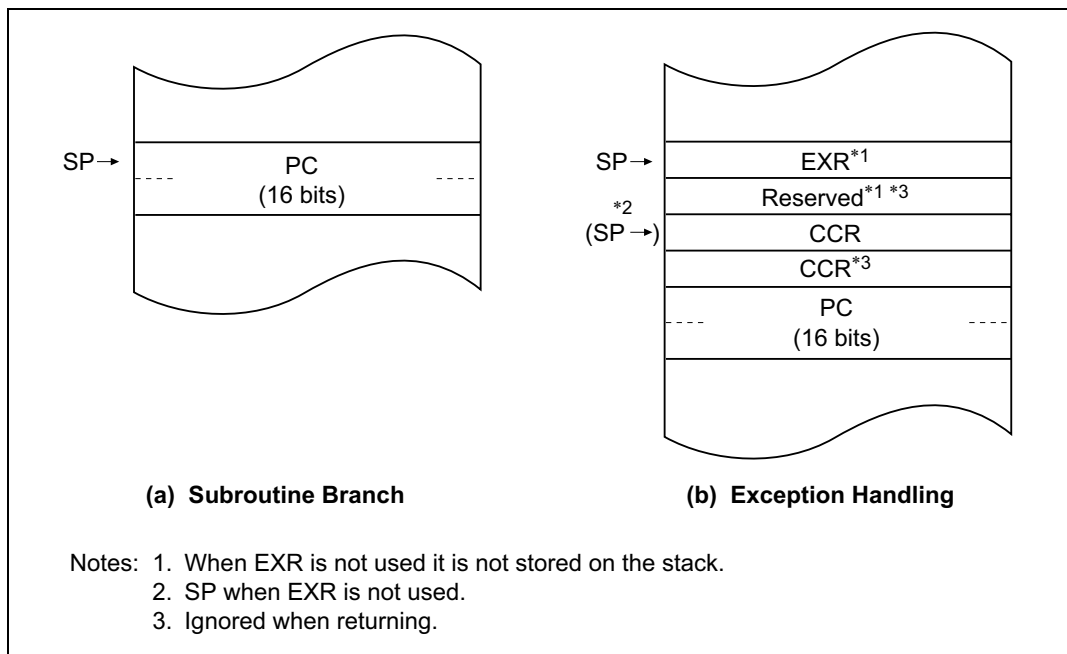 SP→
PC
(16 bits)
(a) Subroutine Branch
SP→
EXR*1
Reserved*1 *3
*2
(SP→)
CCR
CCR*3
PC
(16 bits)
(b) Exception Handling
Notes: 1. When EXR is not used it is not stored on the stack.
2. SP when EXR is not used.
3. Ignored when returning.